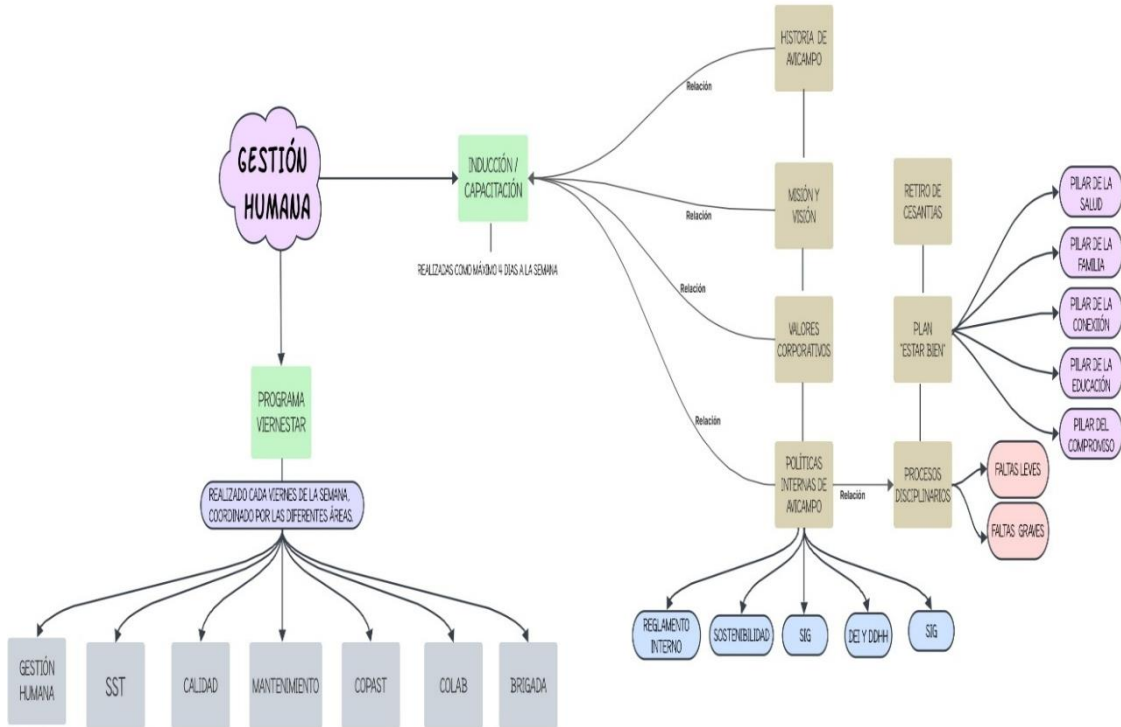 GESTIÓN
HUMANA
INDUCCIÓN /
CAPACITACIÓN
REALIZADAS COMO MÁXIMO 4 DIAS A LA SEMANA
Relación
Relación
Relación
Relación
HISTORIA DE
AVICAMPO
MISIÓN Y
VISIÓN
VALORES
CORPORATIVOS
POLÍTICAS
INTERNAS DE
AVICAMPO
Relación
RETIRO DE
CESANTIAS
PLAN
"ESTAR BIEN"
PROCESOS
DISCIPLINARIOS
PILAR DE LA
SALUD
PILAR DE LA
FAMILIA
PILAR DE LA
CONEXIIÓN
PILAR DE LA
EDUCACIÓN
PILAR DEL
COMPROVISO
FALTAS LEVES
FALTAS GRAVES
REGLAMENTO
INTERNO
SOSTENIBILIDAD
SIG
DEI Y DDHH
SIG
PROGRAMA
VIERNESTAR
REALIZADO CADA VIERNES DE LA SEMANA,
COORDINADO POR LAS DIFERENTES ÁREAS.
GESTIÓN
HUMANA
SST
CALIDAD
MANTENIMIENTO
COPAST
COLAB
BRIGADA